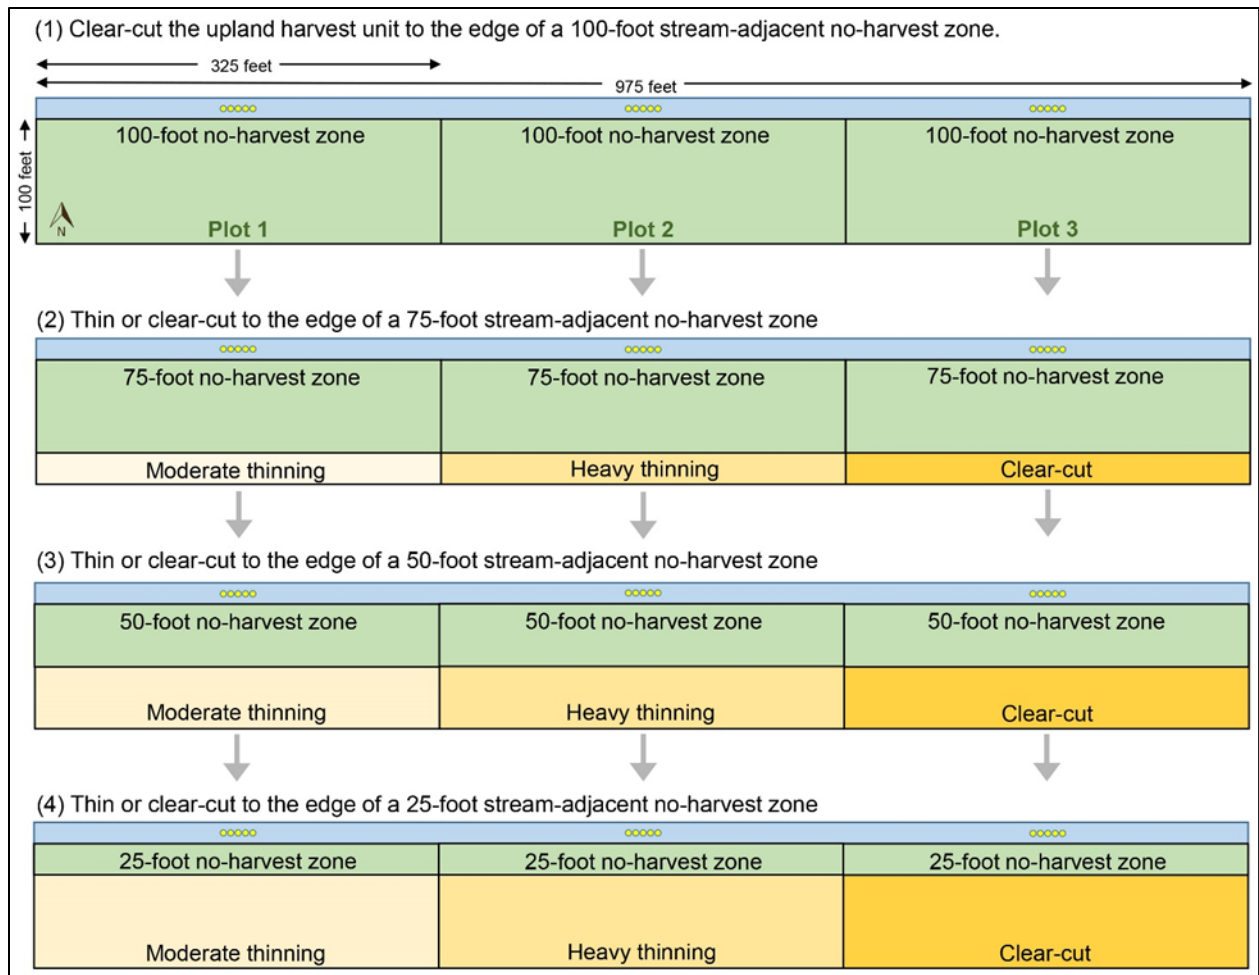 (1) Clear-cut the upland harvest unit to the edge of a 100-foot stream-adjacent no-harvest zone.
325 feet
975 feet
100 feet
100-foot no-harvest zone
100-foot no-harvest zone
100-foot no-harvest zone
N
Plot 1
Plot 2
Plot 3
(2) Thin or clear-cut to the edge of a 75-foot stream-adjacent no-harvest zone
75-foot no-harvest zone
75-foot no-harvest zone
75-foot no-harvest zone
Moderate thinning
Heavy thinning
Clear-cut
(3) Thin or clear-cut to the edge of a 50-foot stream-adjacent no-harvest zone
50-foot no-harvest zone
50-foot no-harvest zone
50-foot no-harvest zone
Moderate thinning
Heavy thinning
Clear-cut
(4) Thin or clear-cut to the edge of a 25-foot stream-adjacent no-harvest zone
25-foot no-harvest zone
25-foot no-harvest zone
25-foot no-harvest zone
Moderate thinning
Heavy thinning
Clear-cut